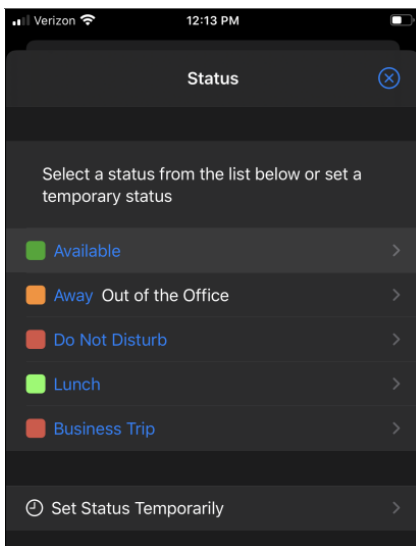 Verizon 12:13 PM
Status
Select a status from the list below or set a
temporary status
Available
Away Out of the Office
Do Not Disturb
Lunch
Business Trip
Set Status Temporarily